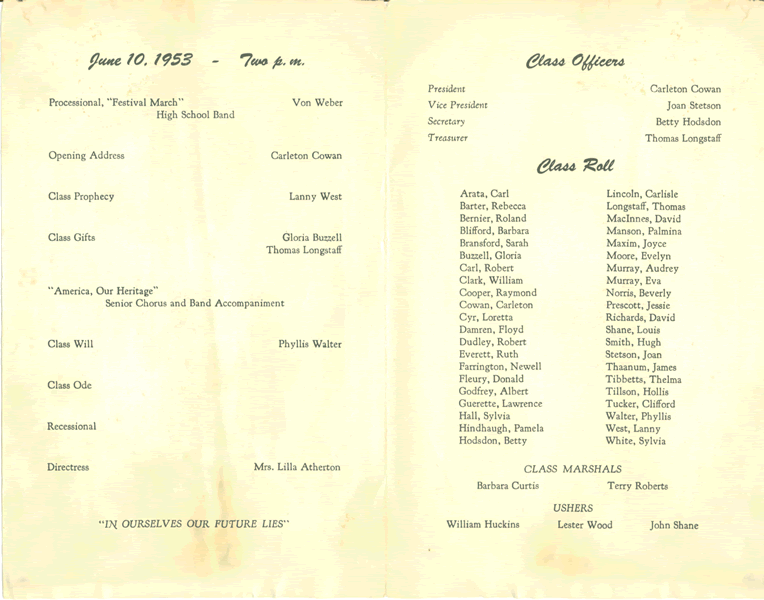 June 10, 1953 - Two p.m.
Processional, "Festival March" Von Weber
High School Band
Opening Address Carleton Cowan
Class Prophecy Lanny West
Class Gifts Gloria Buzzell
Thomas Longstaff
"America, Our Heritage"
Senior Chorus and Band Accompaniment
Class Will Phyllis Walter
Class Ode
Recessional
Directress Mrs. Lilla Atherton
"IN OURSELVES OUR FUTURE LIES"
Class Officers
President Carleton Cowan
Vice President Joan Stetson
Secretary Betty Hodsdon
Treasurer Thomas Longstaff
Class Roll
Arata, Carl
Barter, Rebecca
Bernier, Roland
Blifford, Barbara
Bransford, Sarah
Buzzell, Gloria
Carl, Robert
Clark, William
Cooper, Raymond
Cowan, Carleton
Cyr, Loretta
Damren, Floyd
Dudley, Robert
Everett, Ruth
Farrington, Newell
Fleury, Donald
Godfrey, Albert
Guerette, Lawrence
Hall, Sylvia
Hindhaugh, Pamela
Hodsdon, Betty
Lincoln, Carlisle
Longstaff, Thomas
MacInnes, David
Manson, Palmina
Maxim, Joyce
Moore, Evelyn
Murray, Audrey
Murray, Eva
Norris, Beverly
Prescott, Jessie
Richards, David
Shane, Louis
Smith, Hugh
Stetson, Joan
Thaanum, James
Tibbetts, Thelma
Tillson, Hollis
Tucker, Clifford
Walter, Phyllis
West, Lanny
White, Sylvia
CLASS MARSHALS
Barbara Curtis Terry Roberts
USHERS
William Huckins Lester Wood John Shane